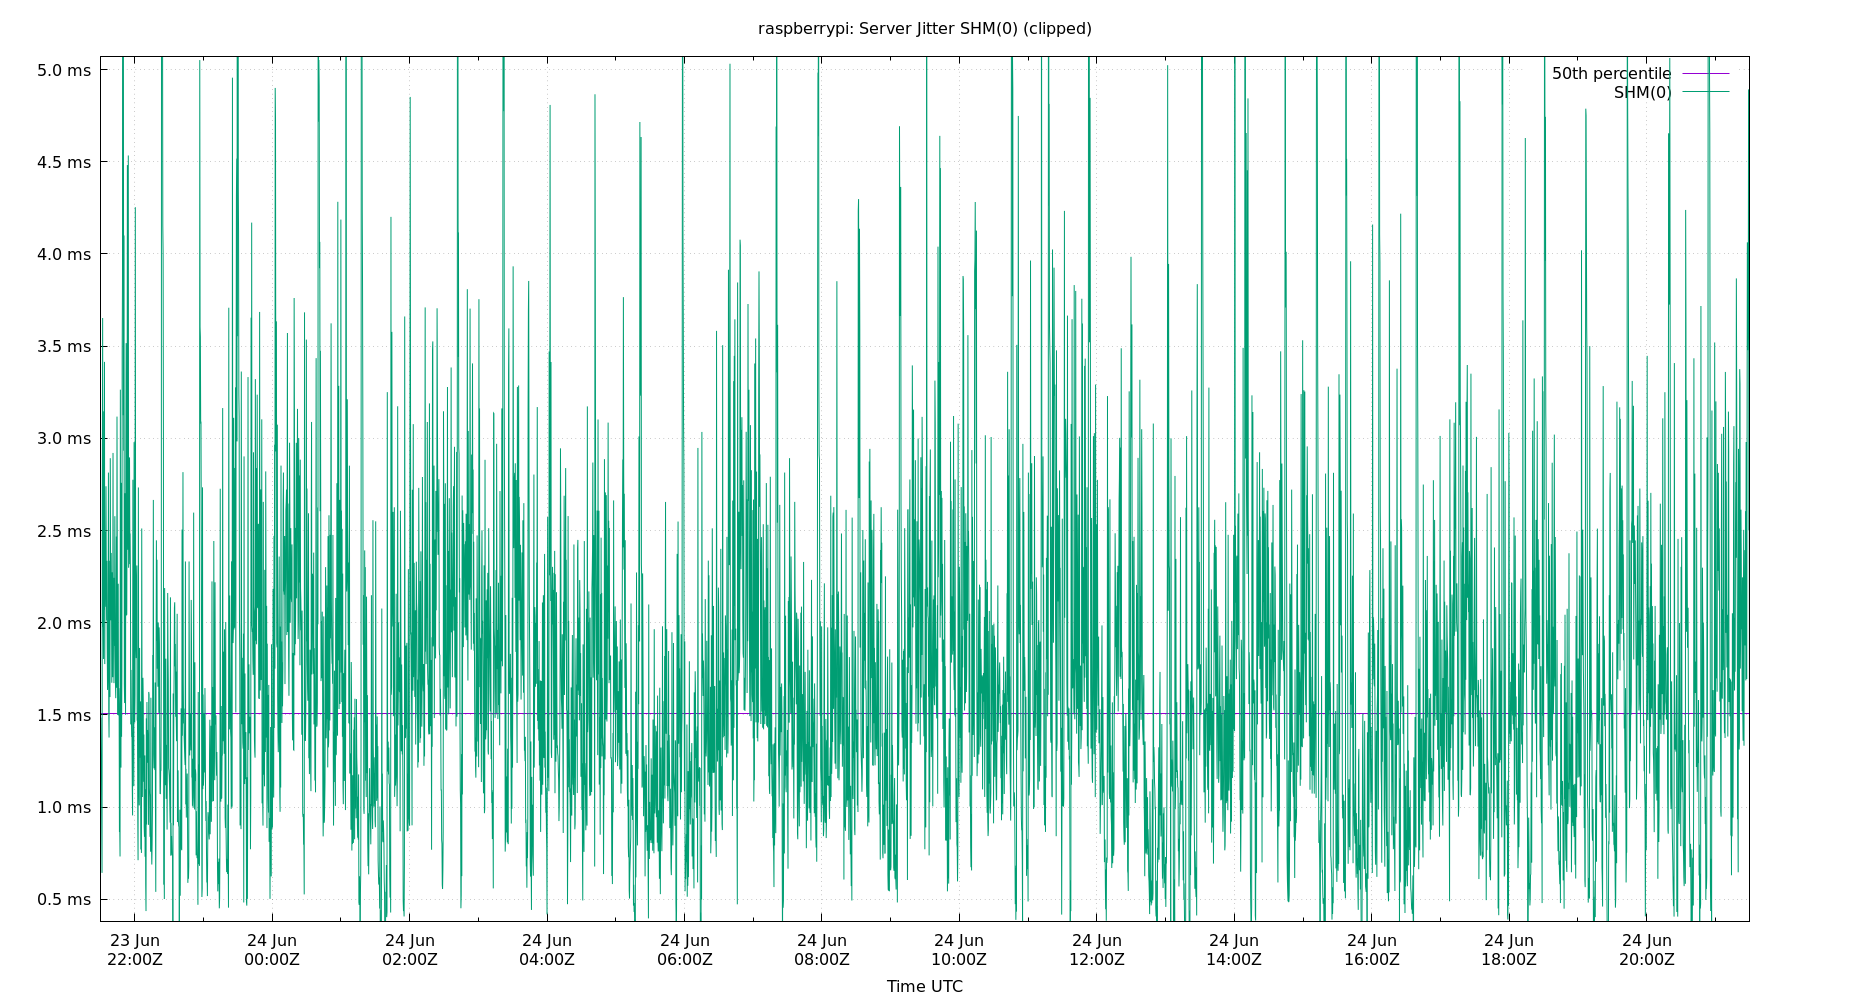 raspberrypi: Server Jitter SHM(0) (clipped)
50th percentile
SHM(0)
5.0 ms
4.5 ms
4.0 ms
3.5 ms
3.0 ms
2.5 ms
2.0 ms
1.5 ms
1.0 ms
0.5 ms
23 Jun 24 Jun 24 Jun 24 Jun 24 Jun 24 Jun 24 Jun 24 Jun 24 Jun 24 Jun 24 Jun 24 Jun
22:00Z 00:00Z 02:00Z 04:00Z 06:00Z 08:00Z 10:00Z 12:00Z 14:00Z 16:00Z 18:00Z 20:00Z
Time UTC